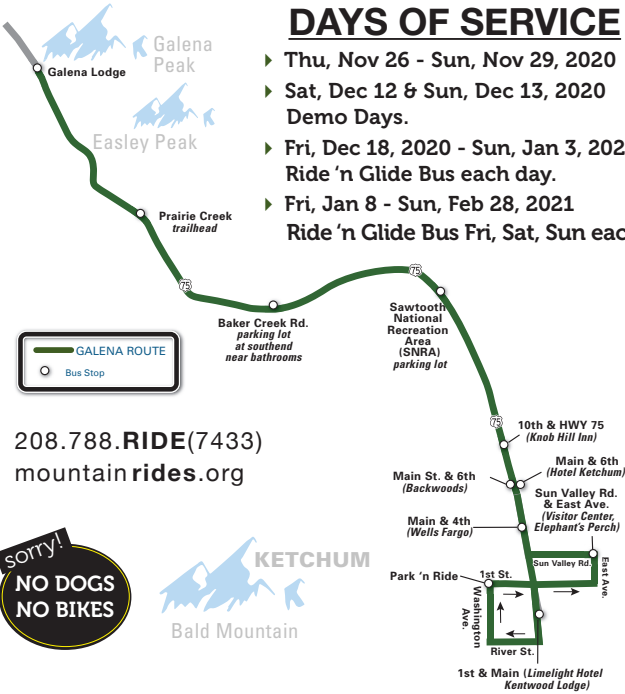 DAYS OF SERVICE
Thu, Nov 26 - Sun, Nov 29, 2020
Sat, Dec 12 & Sun, Dec 13, 2020
Demo Days.
Fri, Dec 18, 2020 - Sun, Jan 3, 202
Ride 'n Glide Bus each day.
Fri, Jan 8 - Sun, Feb 28, 2021
Ride 'n Glide Bus Fri, Sat, Sun eac
Galena
Peak
Galena Lodge
Easley Peak
Prairie Creek
trailhead
75
75
Baker Creek Rd.
parking lot
at southend
near bathrooms
Sawtooth
National
Recreation
Area
(SNRA)
parking lot
GALENA ROUTE
Bus Stop
75
10th & HWY 75
(Knob Hill Inn)
208.788.RIDE(7433)
mountainrides.org
Main & 6th
(Hotel Ketchum)
Main St. & 6th
(Backwoods)
Sun Valley Rd.
& East Ave.
(Visitor Center,
Elephant's Perch)
Main & 4th
(Wells Fargo)
Sun Valley Rd.
East Ave.
Park 'n Ride
1st St.
Washington
Ave.
River St.
1st & Main (Limelight Hotel
Kentwood Lodge)
sorry!
NO DOGS
NO BIKES
KETCHUM
Bald Mountain